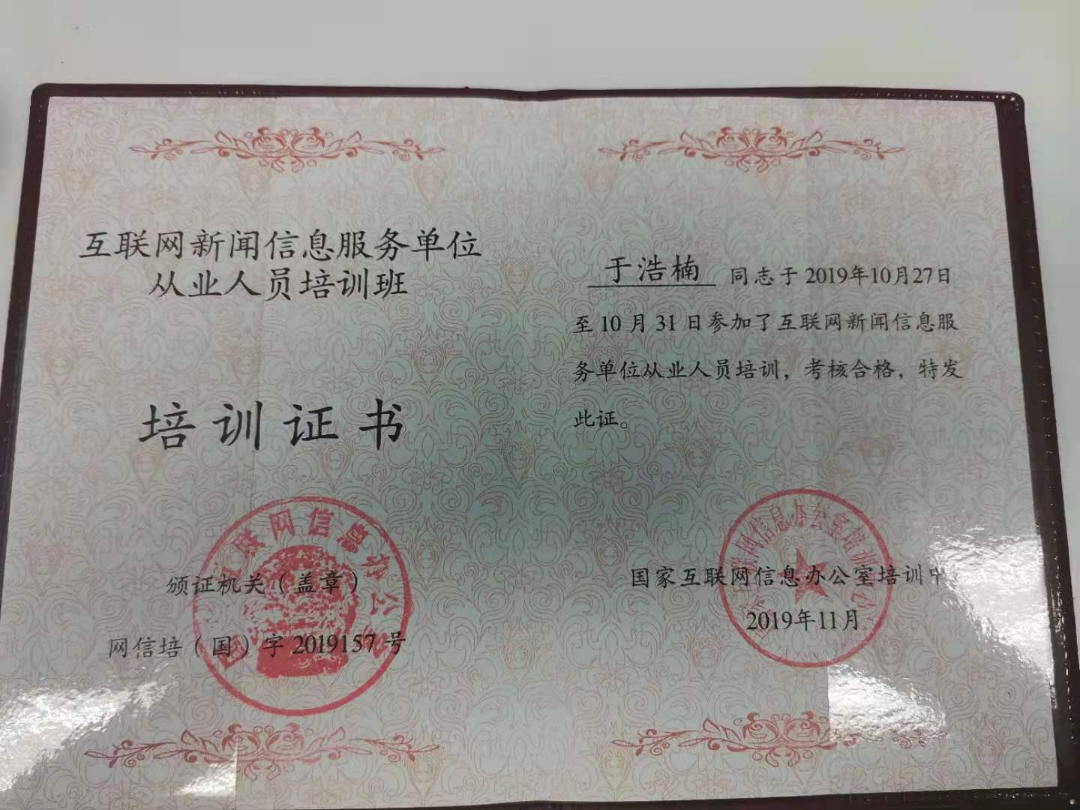 互联网新闻信息服务单位
从业人员培训班
培训证书
颁证机关（盖章）
网信培（国）字2019157号
于浩楠 同志于2019年10月27日
至10月31日参加了互联网新闻信息服
务单位从业人员培训，考核合格，特发
此证。
国家互联网信息办公室培训中
2019年11月